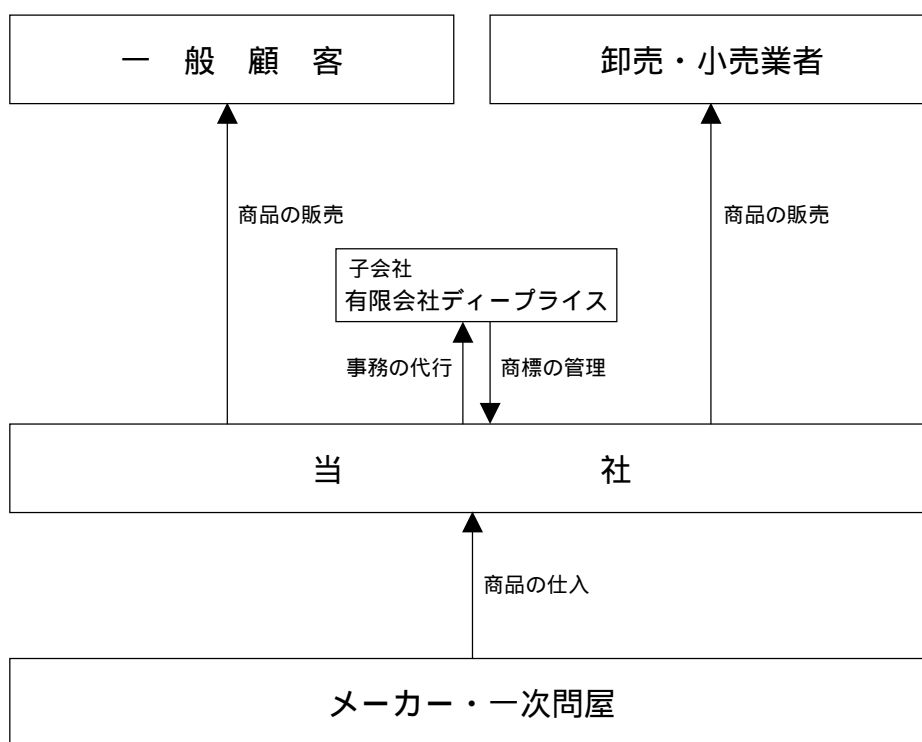 一般顧客
卸売・小売業者
商品の販売
商品の販売
子会社
有限会社ディープライス
事務の代行
商標の管理
当社
商品の仕入
メーカー・一次問屋